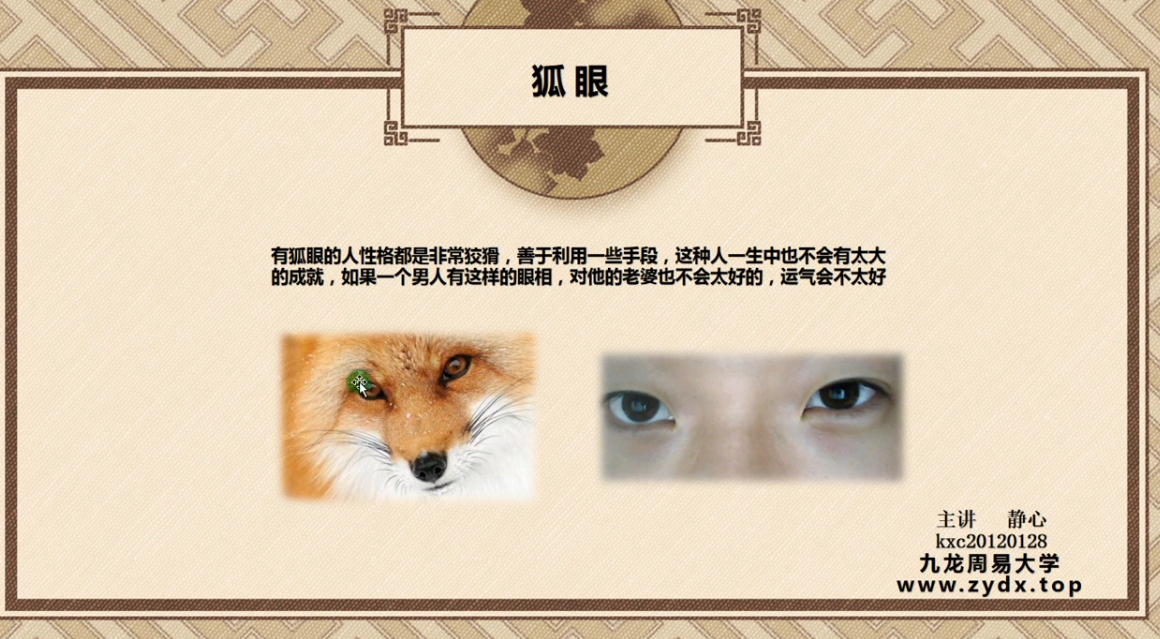 狐眼
有狐眼的人性格都是非常狡猾，善于利用一些手段，这种人一生中也不会有太大
的成就，如果一个男人有这样的眼相，对他的老婆也不会太好的，运气会不太好
主讲 静心
kxc20120128
九龙周易大学
www.zydx.top